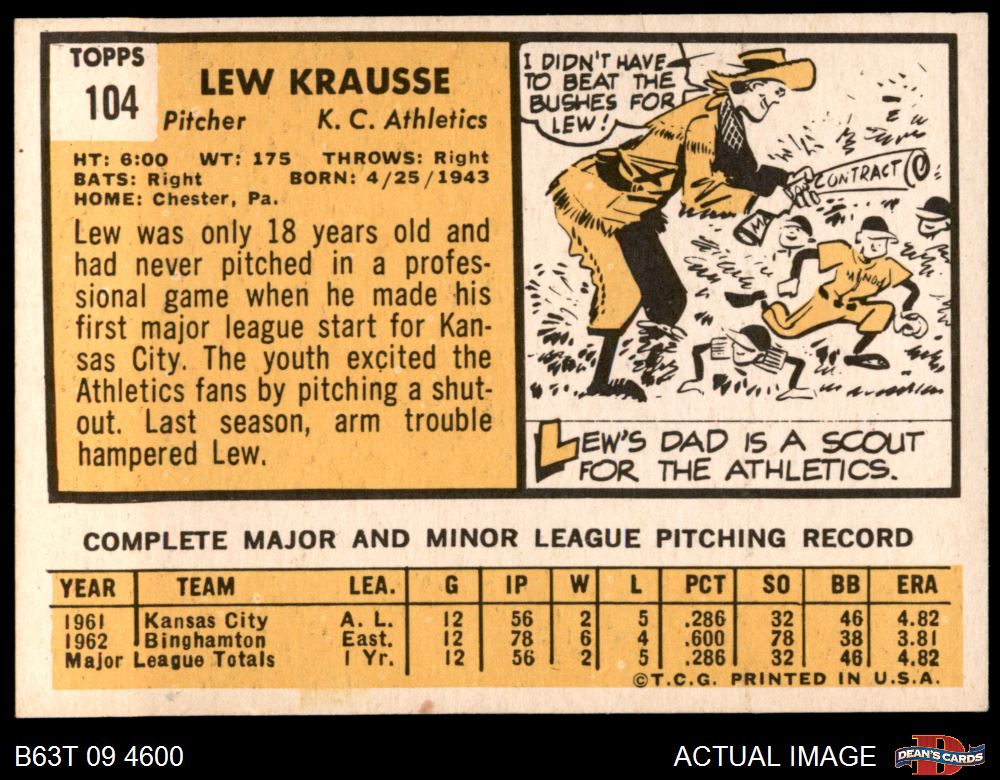 TOPPS
104
LEW KRAUSSE
Pitcher K. C. Athletics
HT: 6:00 WT: 175 THROWS: Right
BATS: Right BORN: 4/25/1943
HOME: Chester, Pa.
Lew was only 18 years old and
had never pitched in a profes-
sional game when he made his
first major league start for Kan-
sas City. The youth excited the
Athletics fans by pitching a shut-
out. Last season, arm trouble
hampered Lew.
I DIDN'T HAVE
TO BEAT THE
BUSHES FOR
LEW!
CONTRACT
LEW'S DAD IS A SCOUT
FOR THE ATHLETICS.
COMPLETE MAJOR AND MINOR LEAGUE PITCHING RECORD
YEAR TEAM LEA. G IP W L PCT SO BB ERA
1961 Kansas City A. L. 12 56 2 5 .286 32 46 4.82
1962 Binghamton East. 12 78 6 4 .600 78 38 3.81
Major League Totals 1 Yr. 12 56 2 5 .286 32 46 4.82
©T.C.G. PRINTED IN U.S.A.
B63T 09 4600
ACTUAL IMAGE
DEAN'S CARDS